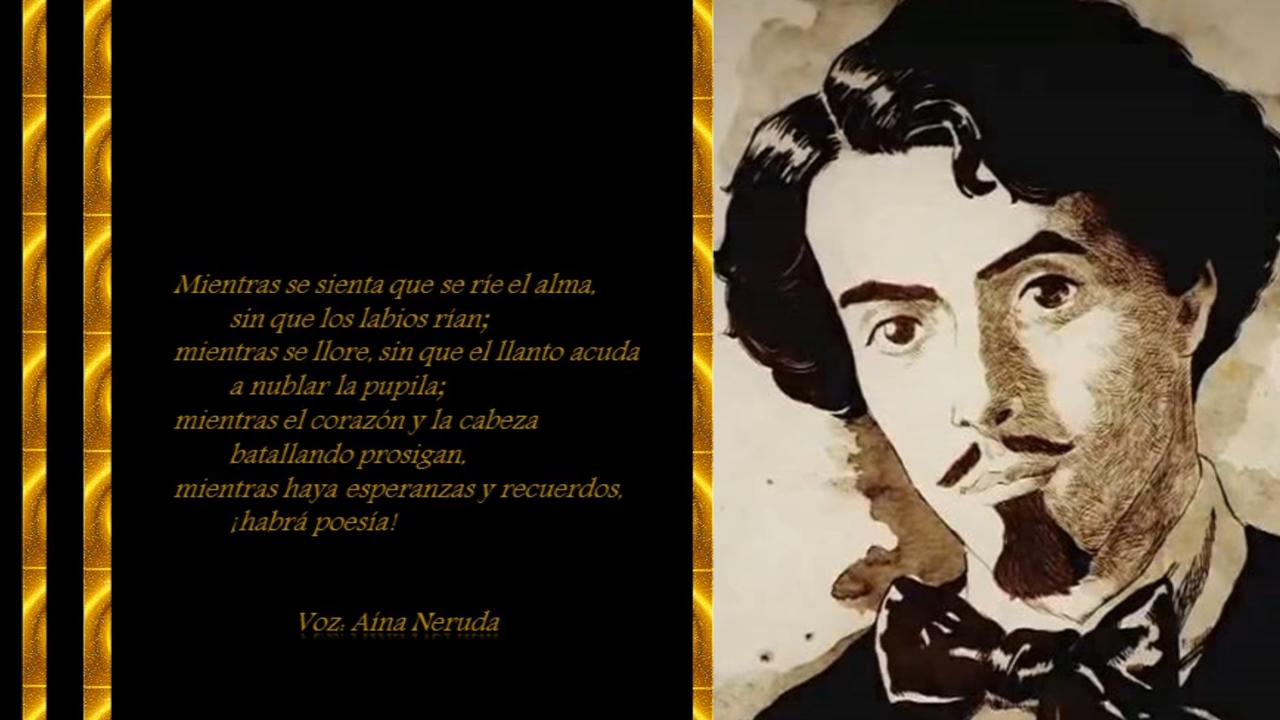 Mientras se sienta que se ríe el alma,
sin que los labios rían;
mientras se llore, sin que el llanto acuda
a nublar la pupila;
mientras el corazón y la cabeza
batallando prosigan,
mientras haya esperanzas y recuerdos,
¡habrá poesía!
Voz: Aína Neruda